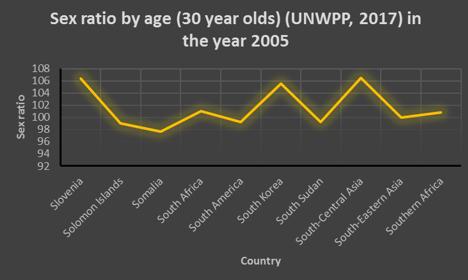 Sex ratio by age (30 year olds) (UNWPP, 2017) in
the year 2005
108
106
104
102
100
98
96
94
92
Sex ratio
Slovenia
Solomon Islands
Somalia
South Africa
South America
South Korea
South Sudan
South-Central Asia
South-Eastern Asia
Southern Africa
Country